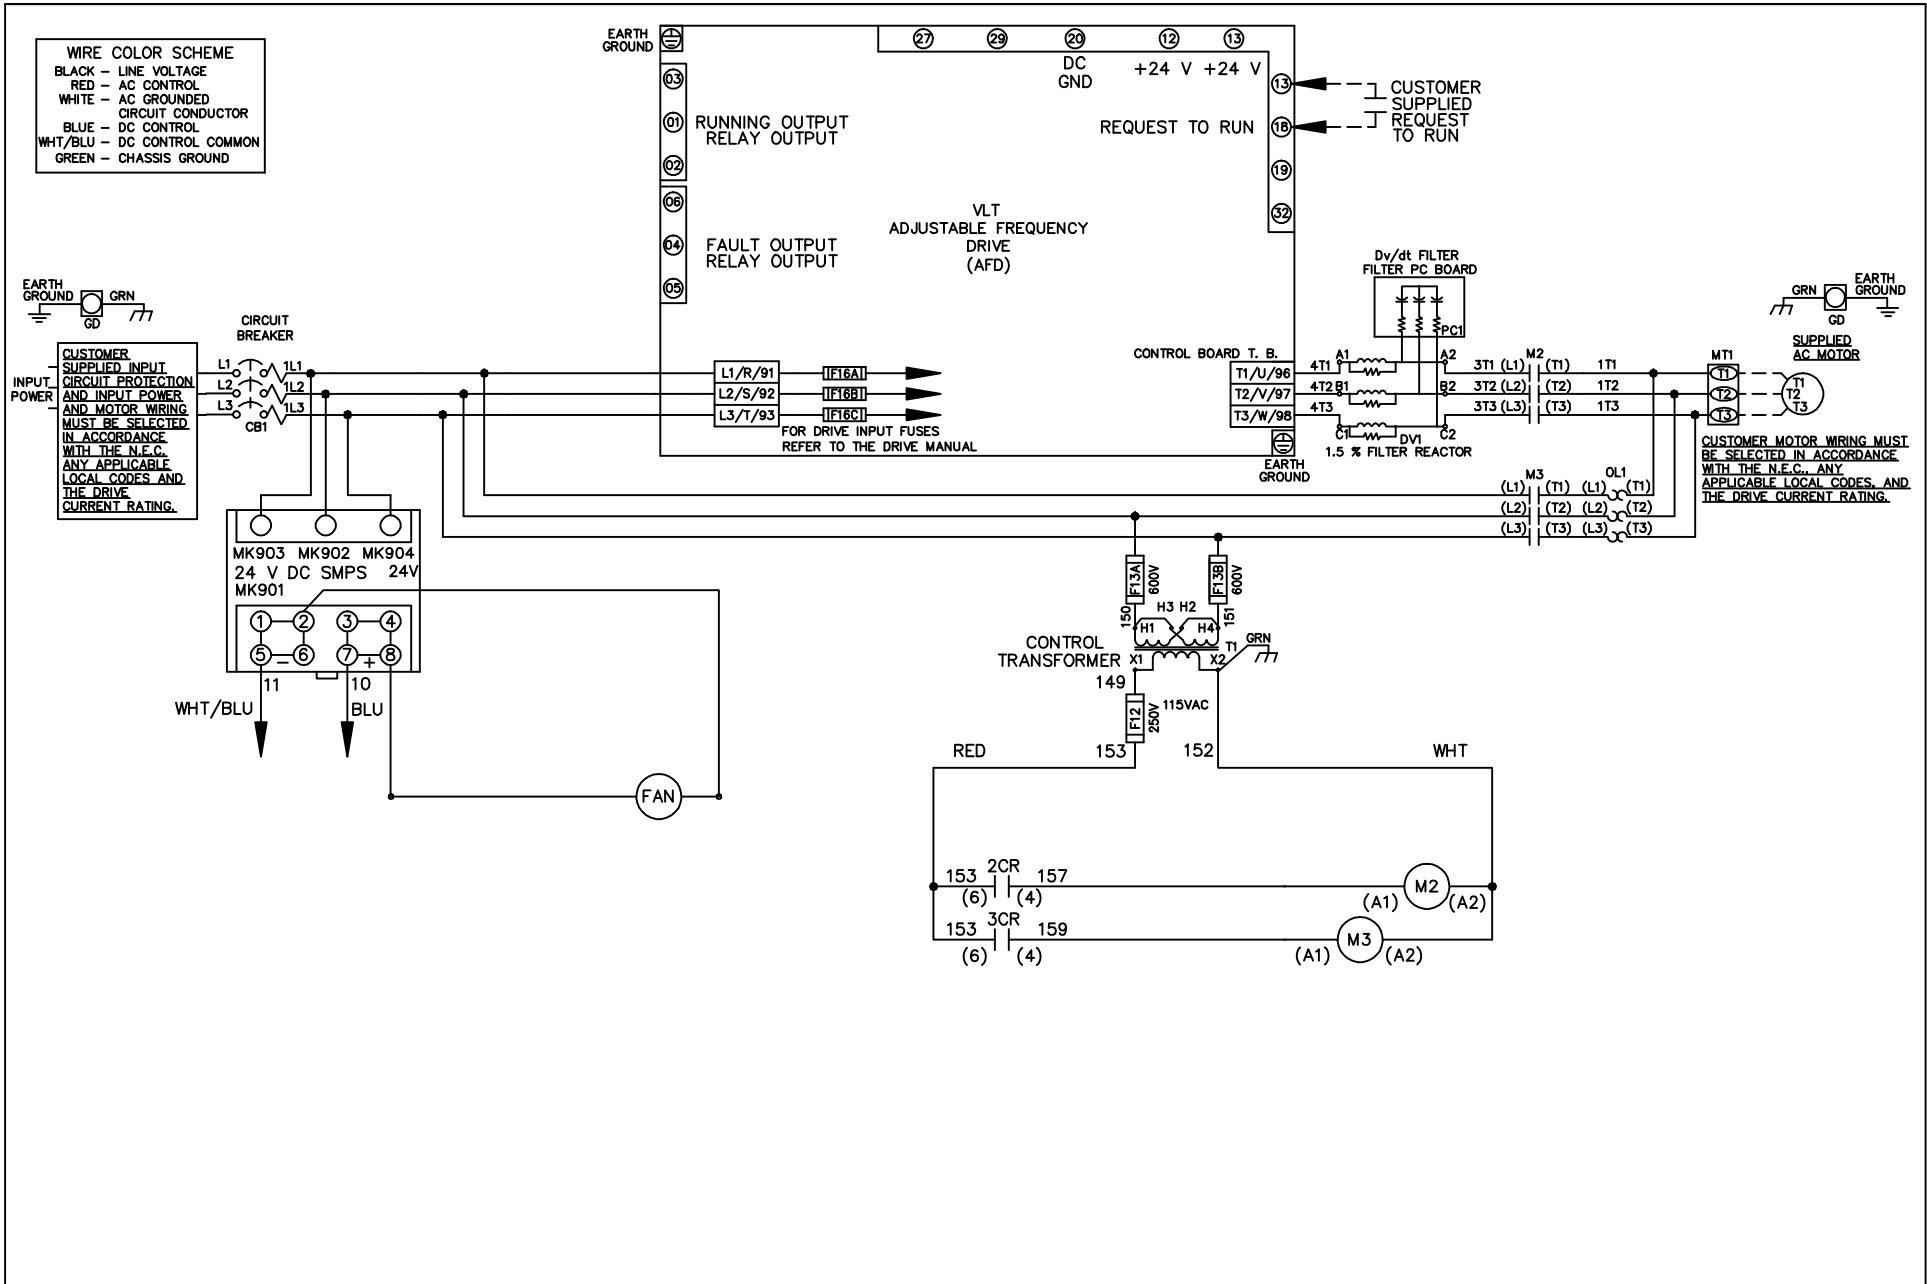 WIRE COLOR SCHEME
BLACK – LINE VOLTAGE
RED – AC CONTROL
WHITE – AC GROUNDED
CIRCUIT CONDUCTOR
BLUE – DC CONTROL
WHT/BLU – DC CONTROL COMMON
GREEN – CHASSIS GROUND
EARTH
GROUND
03
01
02
RUNNING OUTPUT
RELAY OUTPUT
06
04
05
FAULT OUTPUT
RELAY OUTPUT
27
29
20
12
13
DC
GND
+24 V
+24 V
13
18
19
32
REQUEST TO RUN
CUSTOMER
SUPPLIED
REQUEST
TO RUN
VLT
ADJUSTABLE FREQUENCY
DRIVE
(AFD)
EARTH
GROUND
GRN
GD
INPUT
POWER
CUSTOMER
SUPPLIED INPUT
CIRCUIT PROTECTION
AND INPUT POWER
AND MOTOR WIRING
MUST BE SELECTED
IN ACCORDANCE
WITH THE N.E.C.
ANY APPLICABLE
LOCAL CODES AND
THE DRIVE
CURRENT RATING.
CIRCUIT
BREAKER
L1
1L1
L2
1L2
L3
1L3
CB1
L1/R/91
F16A
L2/S/92
F16B
L3/T/93
F16C
FOR DRIVE INPUT FUSES
REFER TO THE DRIVE MANUAL
CONTROL BOARD T. B.
T1/U/96
T2/V/97
T3/W/98
EARTH
GROUND
Dv/dt FILTER
FILTER PC BOARD
PC1
4T1
A1
A2
4T2
B1
B2
4T3
C1
C2
DV1
1.5 % FILTER REACTOR
M2
3T1 (L1) (T1) 1T1
3T2 (L2) (T2) 1T2
3T3 (L3) (T3) 1T3
MT1
T1
T2
T3
T1
T2
T3
GRN
EARTH
GROUND
GD
SUPPLIED
AC MOTOR
CUSTOMER MOTOR WIRING MUST
BE SELECTED IN ACCORDANCE
WITH THE N.E.C., ANY
APPLICABLE LOCAL CODES, AND
THE DRIVE CURRENT RATING.
M3
OL1
(L1) (T1) (L1) (T1)
(L2) (T2) (L2) (T2)
(L3) (T3) (L3) (T3)
MK903 MK902 MK904
24 V DC SMPS 24V
MK901
1
2
3
4
5
–
6
7
+
8
11
10
WHT/BLU
BLU
FAN
F13A
600V
F13B
600V
150
151
H3 H2
H1
H4
CONTROL
TRANSFORMER
X1
X2
T1
GRN
149
F12
250V
115VAC
RED
153
152
WHT
2CR
153
157
(6)
(4)
M2
(A1)
(A2)
3CR
153
159
(6)
(4)
M3
(A1)
(A2)